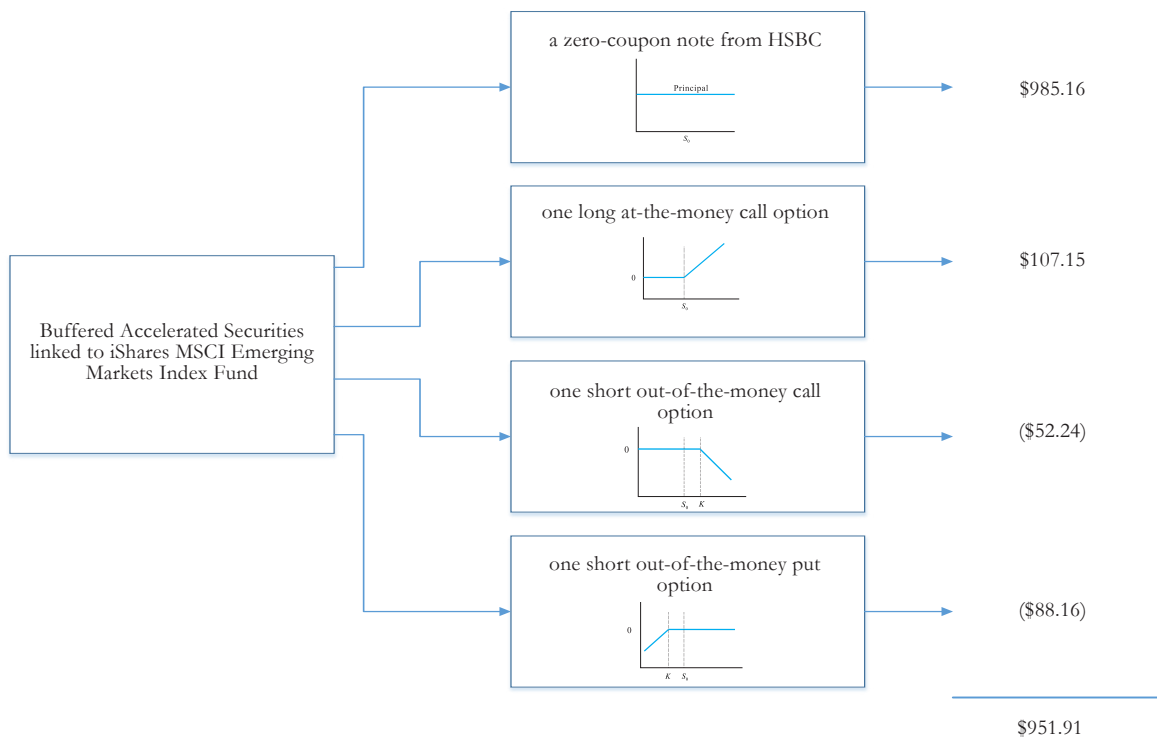 a zero-coupon note from HSBC
Principal
S₀
$985.16
one long at-the-money call option
0
S₀
$107.15
Buffered Accelerated Securities
linked to iShares MSCI Emerging
Markets Index Fund
one short out-of-the-money call
option
0
S₀ K
($52.24)
one short out-of-the-money put
option
0
K S₀
($88.16)
$951.91